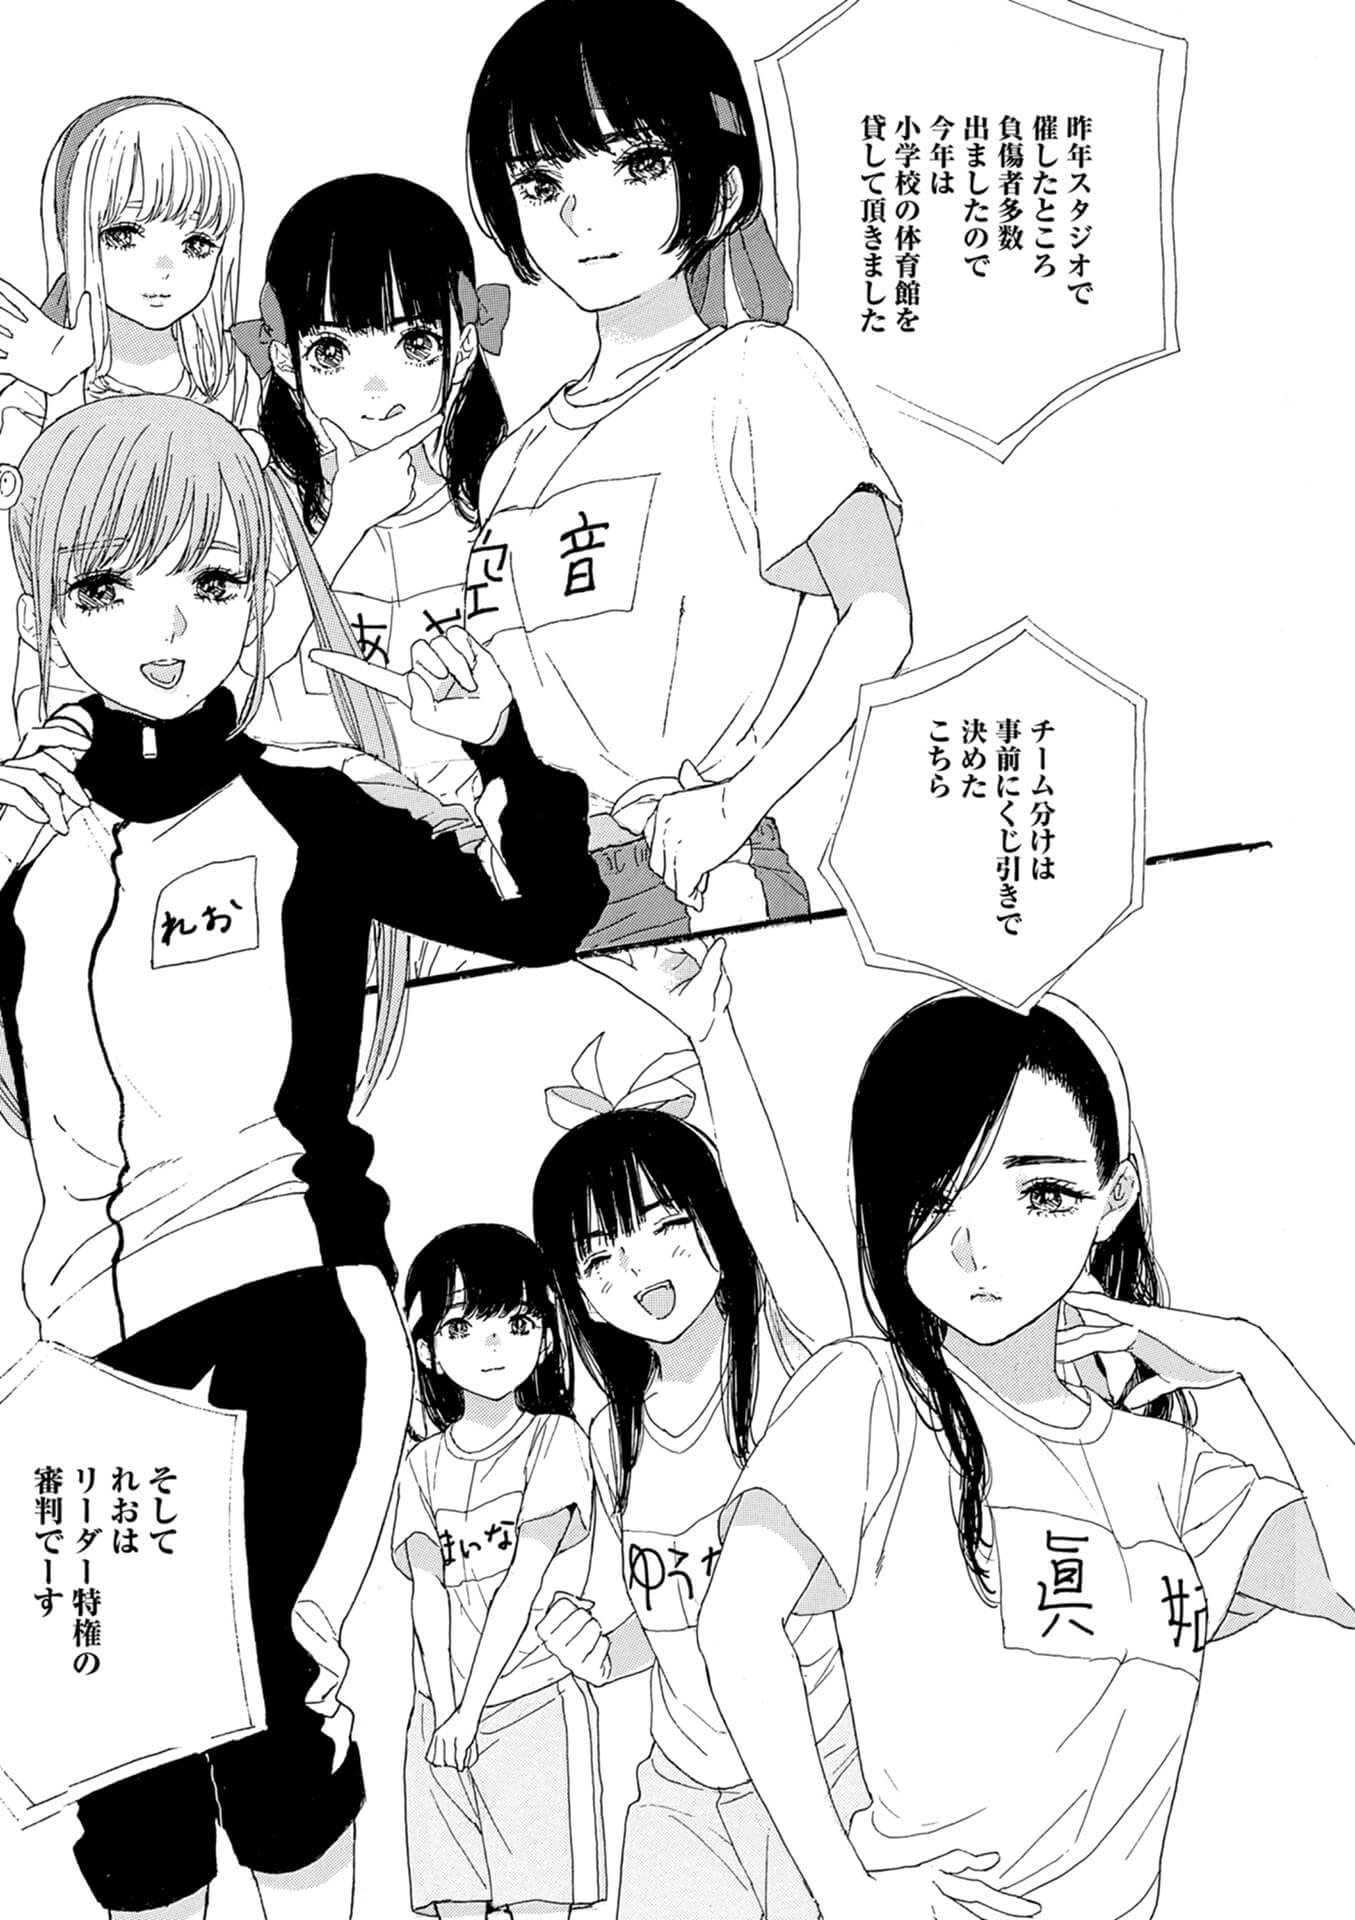 昨年スタジオで
催したところ
負傷者多数
出ましたので
今年は
小学校の体育館を
貸して頂きました
空音
チーム分けは
事前にくじ引きで
決めた
こちら
れお
まいな
眞妃
そして
れおは
リーダー特権の
審判でーす